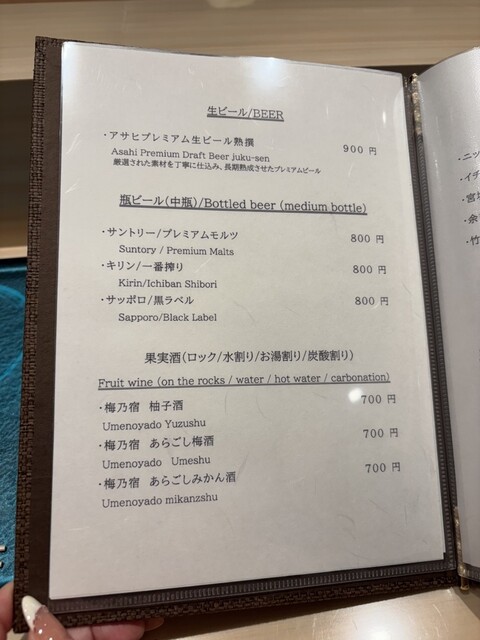 生ビール/BEER
・アサヒプレミアム生ビール熟撰 900 円
Asahi Premium Draft Beer juku-sen
厳選された素材を丁寧に仕込み、長期熟成させたプレミアムビール
瓶ビール(中瓶)/Bottled beer (medium bottle)
・サントリー/プレミアムモルツ 800 円
Suntory / Premium Malts
・キリン/一番搾り 800 円
Kirin/Ichiban Shibori
・サッポロ/黒ラベル 800 円
Sapporo/Black Label
果実酒(ロック/水割り/お湯割り/炭酸割り)
Fruit wine (on the rocks / water / hot water / carbonation)
・梅乃宿 柚子酒 700 円
Umenoyado Yuzushu
・梅乃宿 あらごし梅酒 700 円
Umenoyado Umeshu
・梅乃宿 あらごしみかん酒 700 円
Umenoyado mikanzshu
・ニッ
・イチ
・宮城
・余
・竹